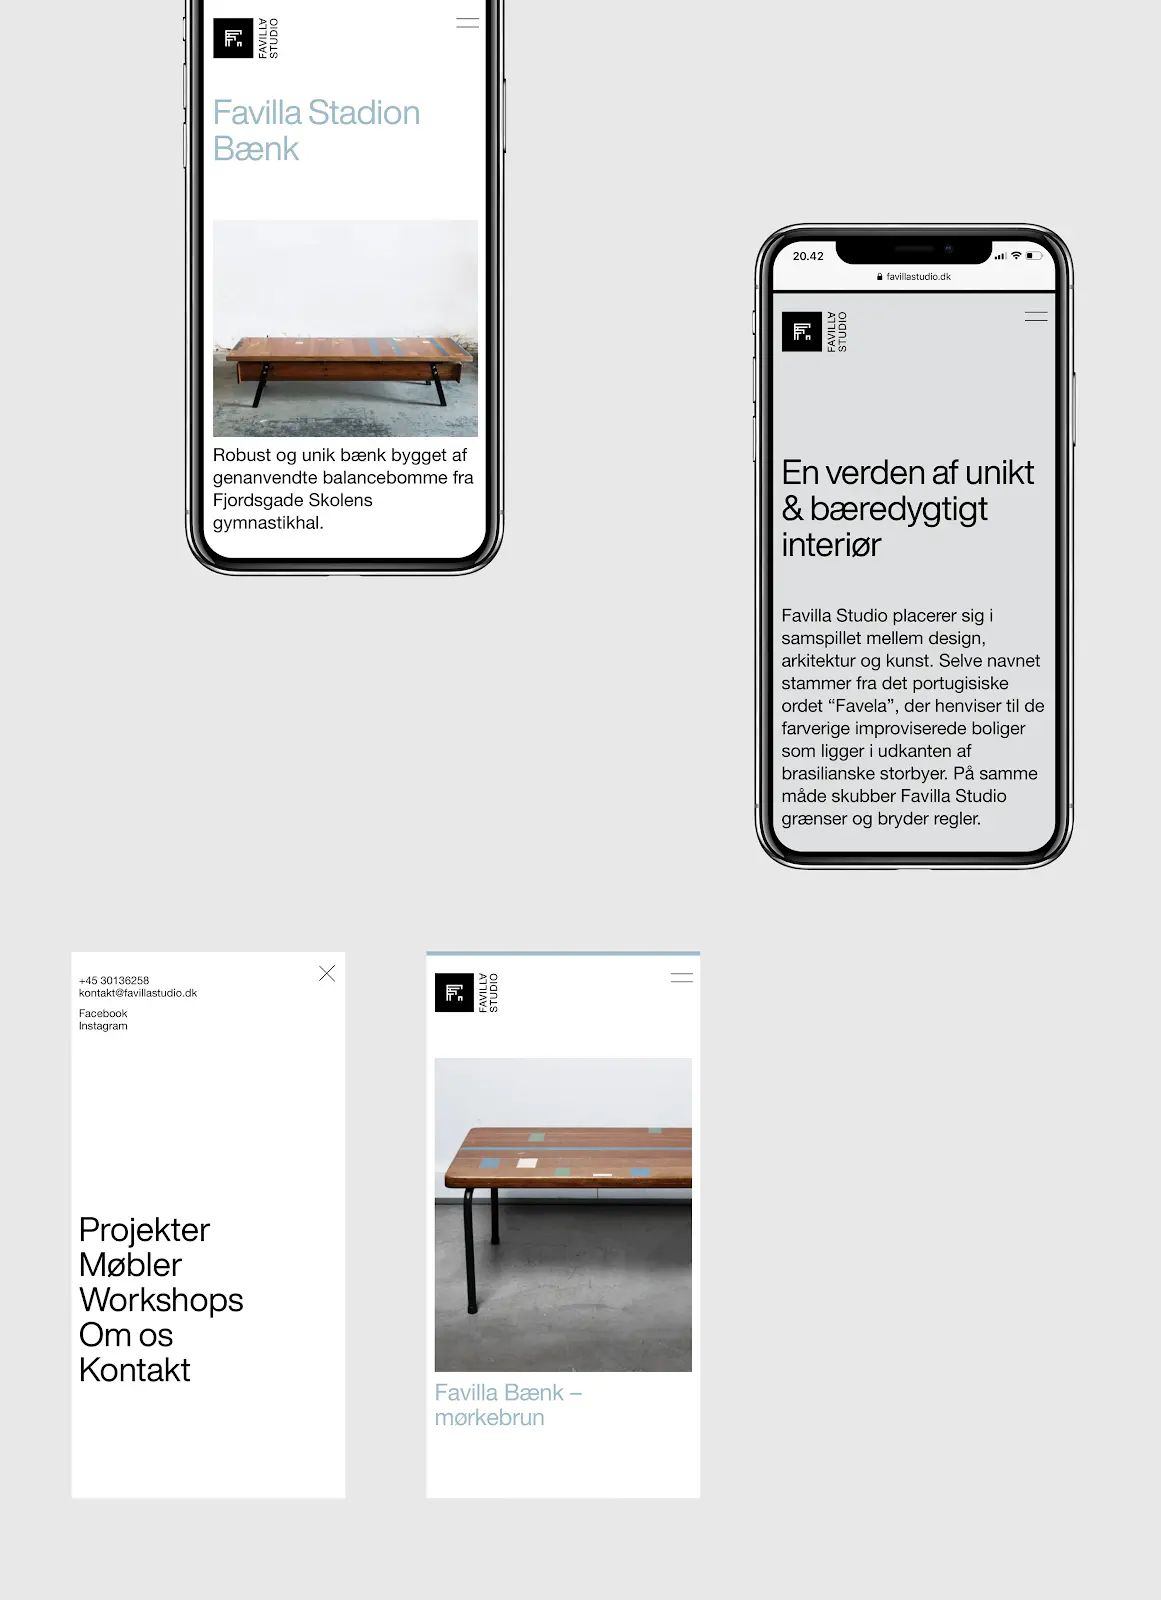 FAVILLA
STUDIO
Favilla Stadion
Bænk
Robust og unik bænk bygget af
genanvendte balancebomme fra
Fjordsgade Skolens
gymnastikhal.
20.42
favillastudio.dk
FAVILLA
STUDIO
En verden af unikt
& bæredygtigt
interiør
Favilla Studio placerer sig i
samspillet mellem design,
arkitektur og kunst. Selve navnet
stammer fra det portugisiske
ordet “Favela”, der henviser til de
farverige improviserede boliger
som ligger i udkanten af
brasilianske storbyer. På samme
måde skubber Favilla Studio
grænser og bryder regler.
+45 30136258
kontakt@favillastudio.dk
Facebook
Instagram
Projekter
Møbler
Workshops
Om os
Kontakt
FAVILLA
STUDIO
Favilla Bænk –
mørkebrun